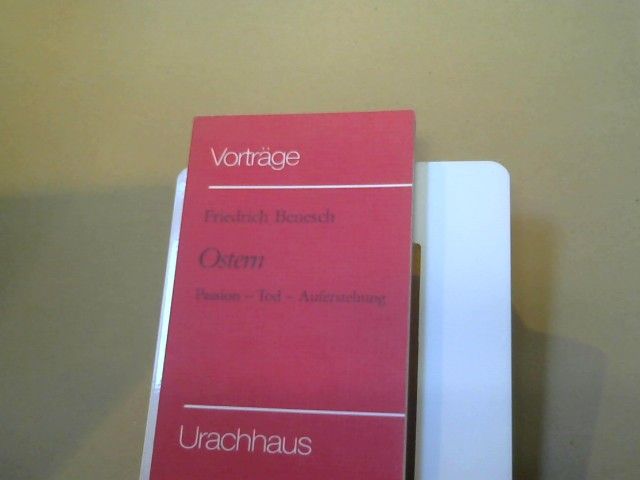 Vorträge
Friedrich Benesch
Ostern
Passion – Tod – Auferstehung
Urachhaus